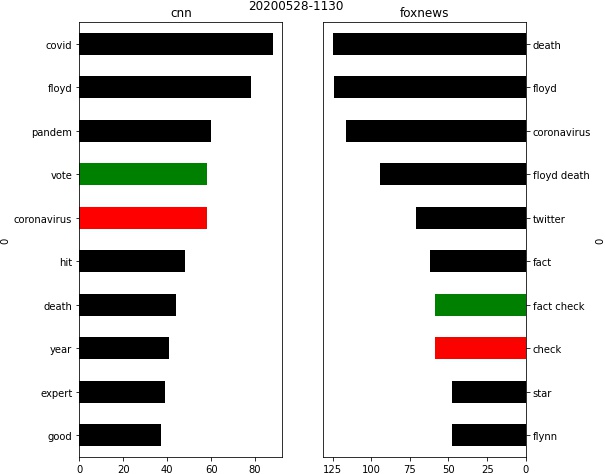 20200528-1130
cnn
foxnews
covid
floyd
pandem
vote
coronavirus
hit
death
year
expert
good
0 20 40 60 80
0
death
floyd
coronavirus
floyd death
twitter
fact
fact check
check
star
flynn
125 100 75 50 25 0
0